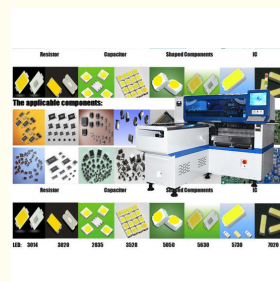 Resistor Capacitor Shaped Components IC
The applicable components:
Resistor Capacitor Shaped Components IC
LED: 3014 3020 2835 3528 5050 5630 5730 7020